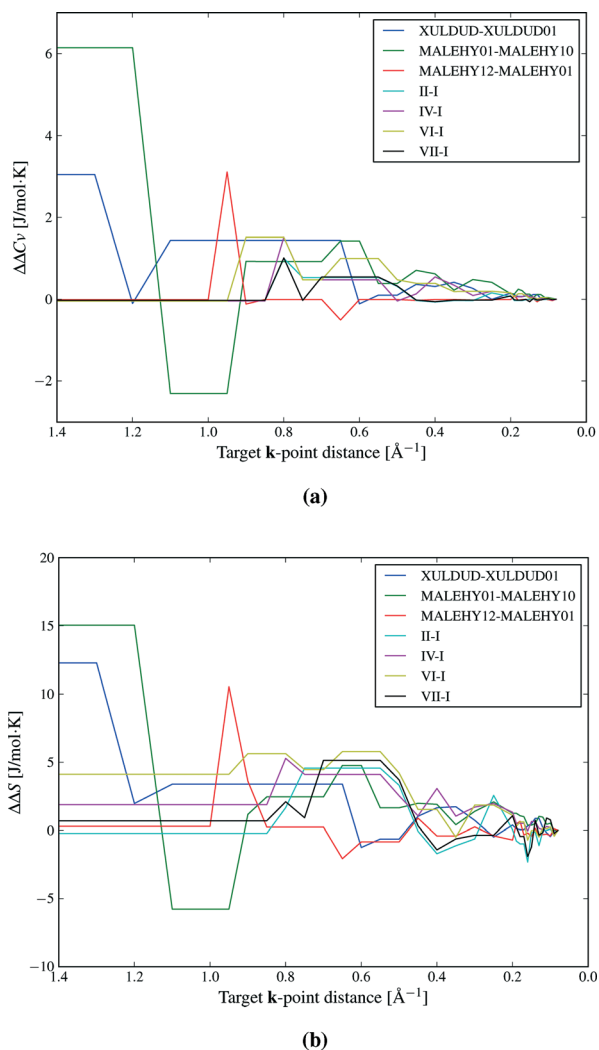 6
4
2
0
−2
ΔΔCv [J/mol·K]
XULDUD-XULDUD01
MALEHY01-MALEHY10
MALEHY12-MALEHY01
II-I
IV-I
VI-I
VII-I
1.4 1.2 1.0 0.8 0.6 0.4 0.2 0.0
Target k-point distance [Å⁻¹]
(a)
20
15
10
5
0
−5
−10
ΔΔS [J/mol·K]
XULDUD-XULDUD01
MALEHY01-MALEHY10
MALEHY12-MALEHY01
II-I
IV-I
VI-I
VII-I
1.4 1.2 1.0 0.8 0.6 0.4 0.2 0.0
Target k-point distance [Å⁻¹]
(b)